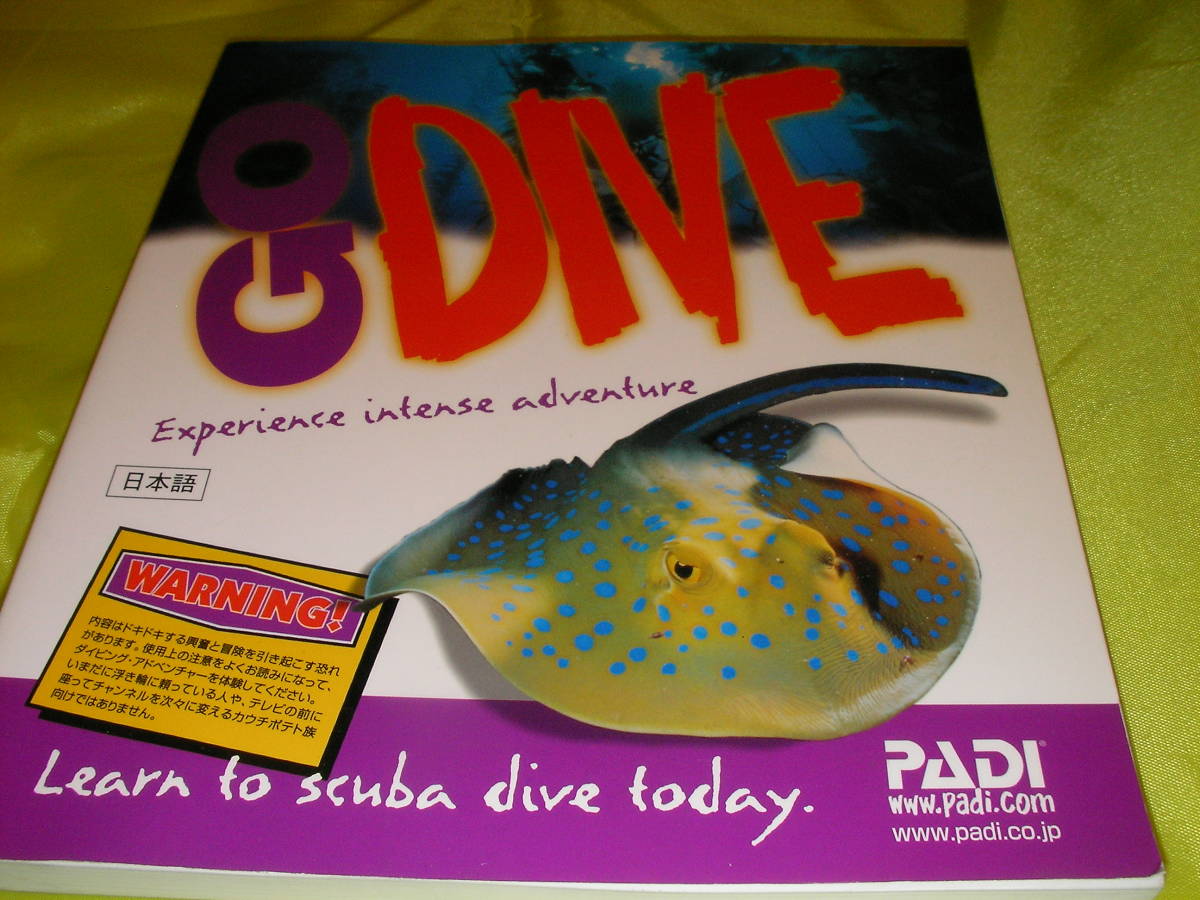 GO DIVE
Experience intense adventure
日本語
WARNING!
内容はドキドキする興奮と冒険を引き起こす恐れ
があります。使用上の注意をよくお読みになって、
ダイビング・アドベンチャーを体験してください。
いまだに浮き輪に頼っている人や、テレビの前に
座ってチャンネルを次々に変えるカウチポテト族
向けではありません。
Learn to scuba dive today.
PADI
www.padi.com
www.padi.co.jp